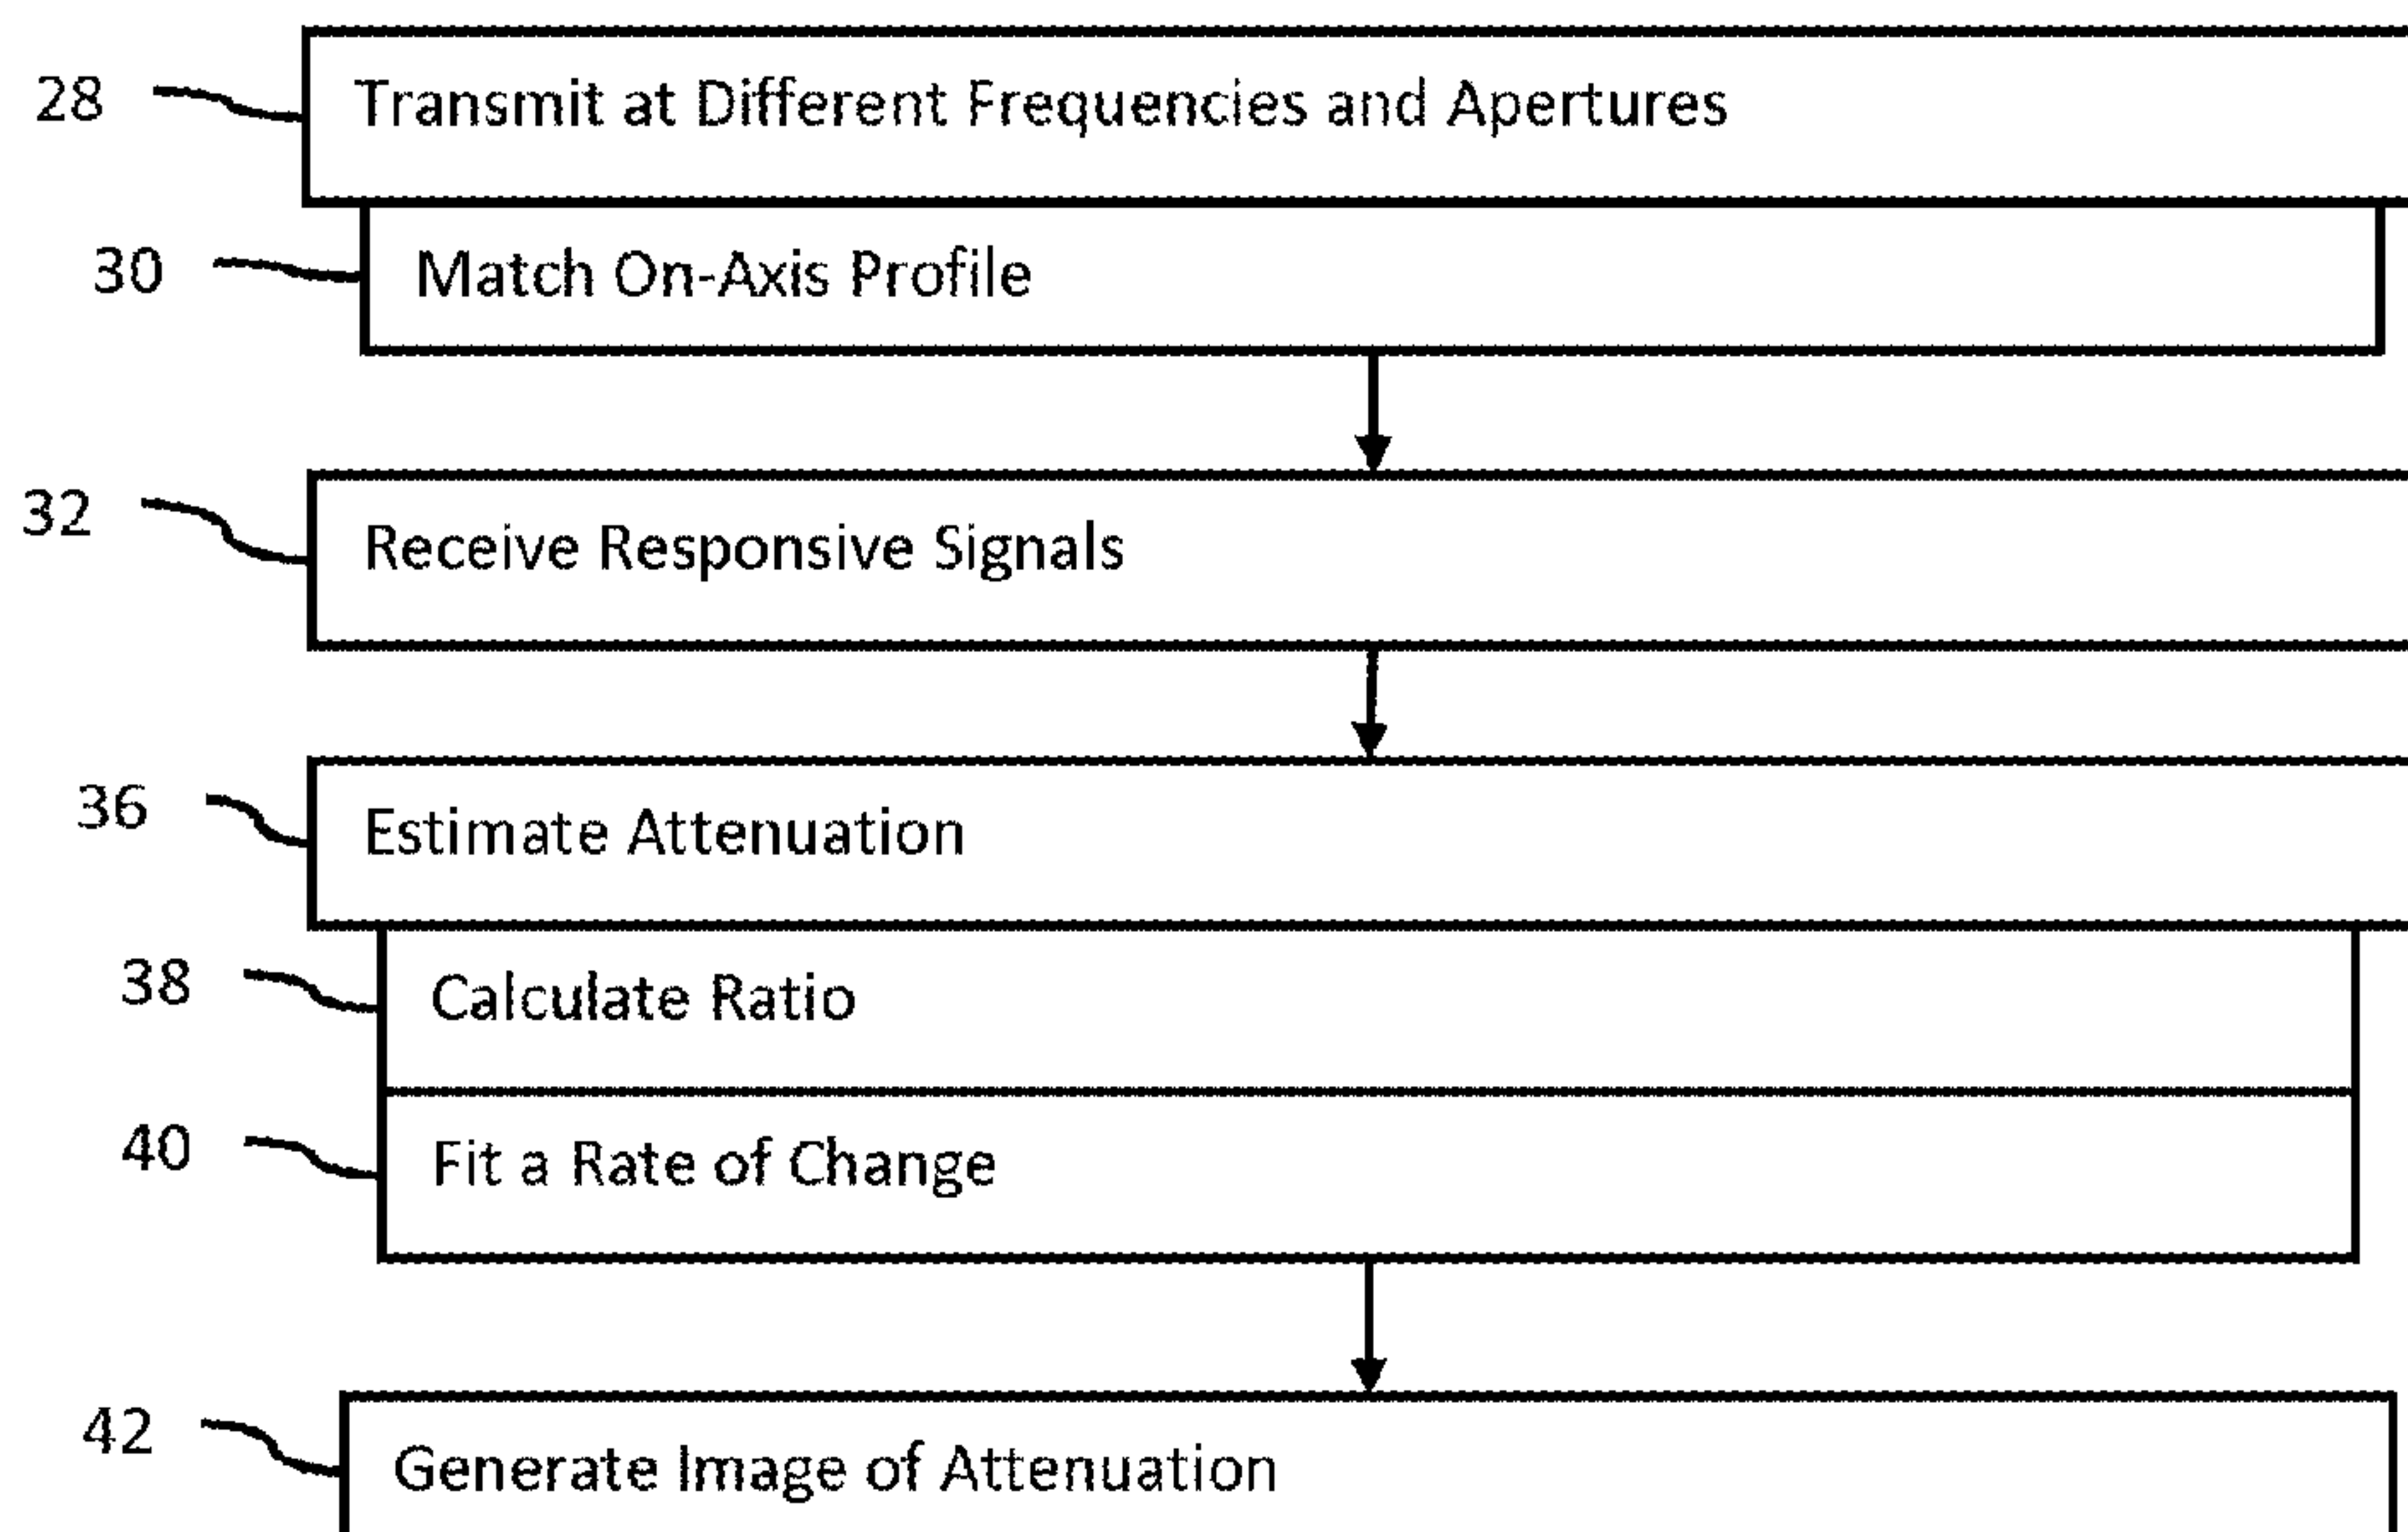 28 Transmit at Different Frequencies and Apertures
30 Match On-Axis Profile
32 Receive Responsive Signals
36 Estimate Attenuation
38 Calculate Ratio
40 Fit a Rate of Change
42 Generate Image of Attenuation